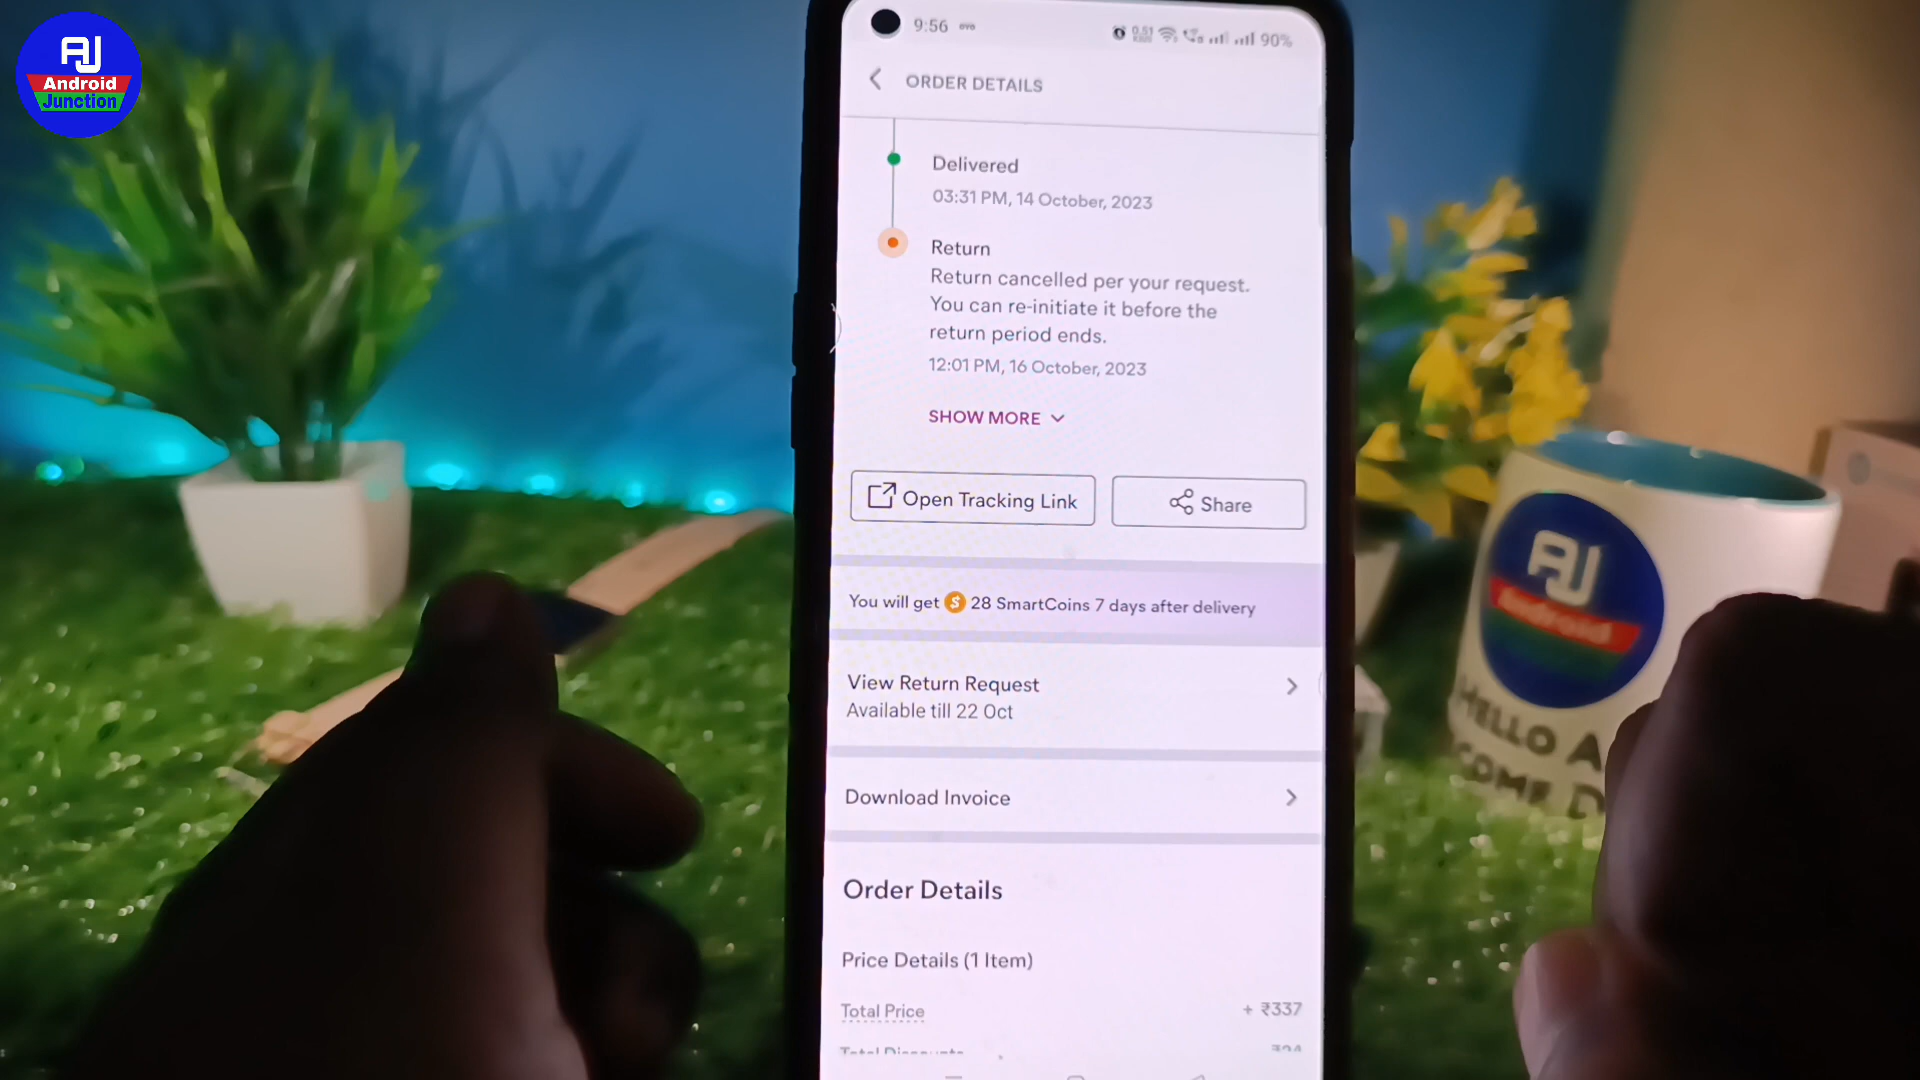 AJ
Android
Junction
9:56
90%
ORDER DETAILS
Delivered
03:31 PM, 14 October, 2023
Return
Return cancelled per your request.
You can re-initiate it before the
return period ends.
12:01 PM, 16 October, 2023
SHOW MORE
Open Tracking Link
Share
You will get 28 SmartCoins 7 days after delivery
View Return Request
Available till 22 Oct
Download Invoice
Order Details
Price Details (1 Item)
Total Price
+ ₹337
AJ
Android
HELLO A
COME D